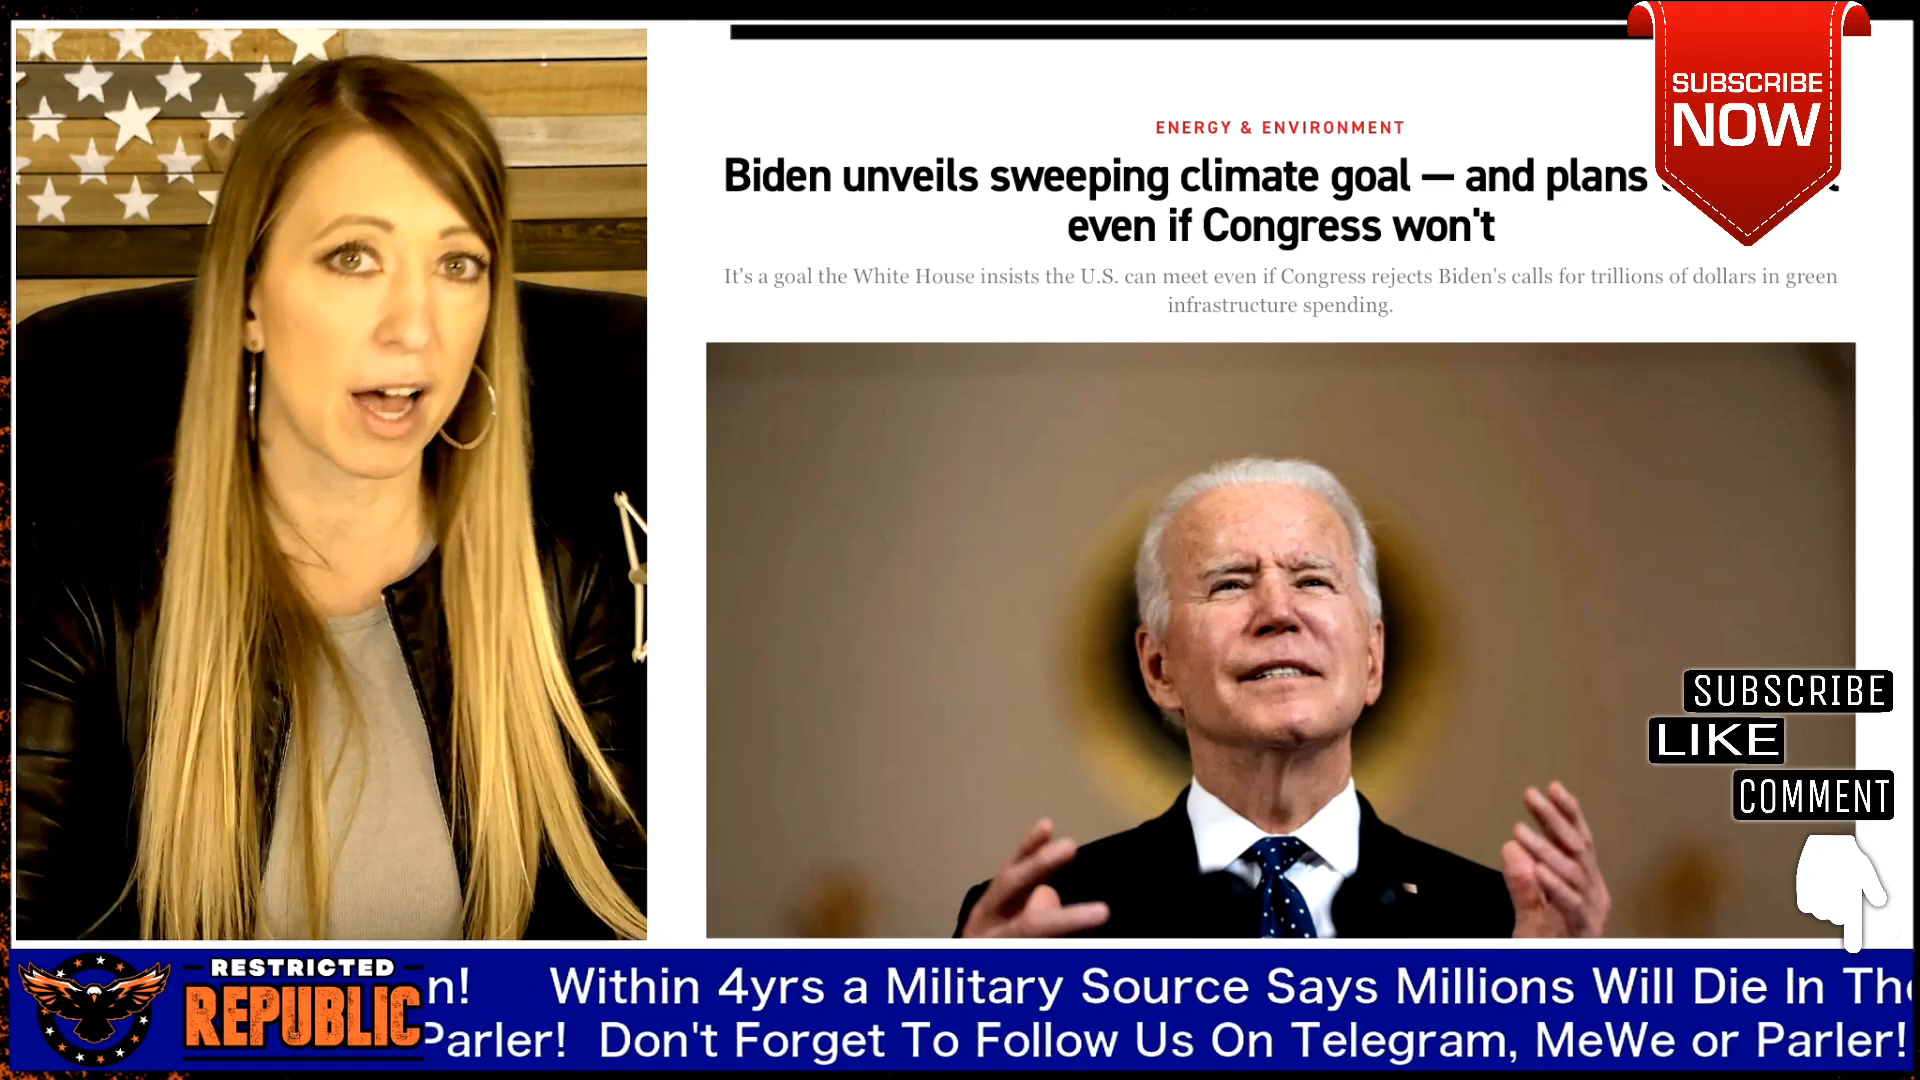 SUBSCRIBE
NOW
ENERGY & ENVIRONMENT
Biden unveils sweeping climate goal — and plans
even if Congress won't
It's a goal the White House insists the U.S. can meet even if Congress rejects Biden's calls for trillions of dollars in green
infrastructure spending.
SUBSCRIBE
LIKE
COMMENT
RESTRICTED
REPUBLIC
n! Within 4yrs a Military Source Says Millions Will Die In The
Parler! Don't Forget To Follow Us On Telegram, MeWe or Parler!